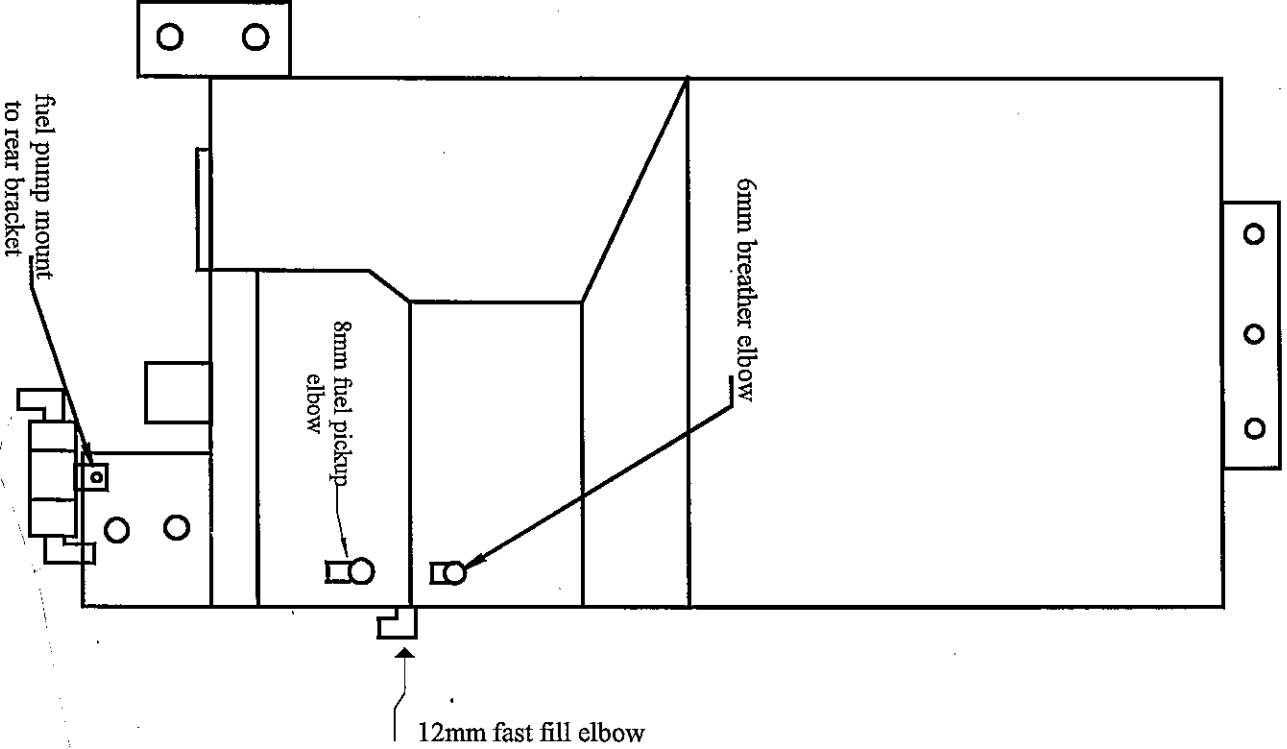 fuel pump mount
to rear bracket
6mm breather elbow
8mm fuel pickup
elbow
12mm fast fill elbow